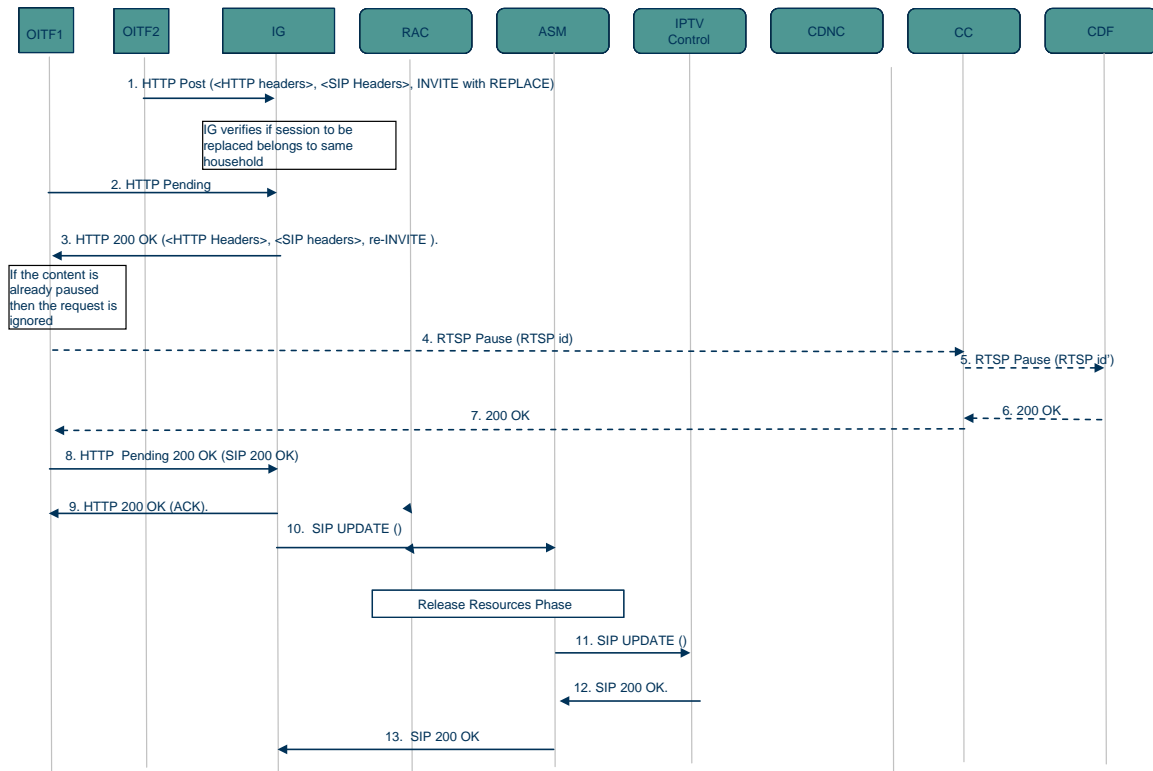 OITF1
OITF2
IG
RAC
ASM
IPTV
Control
CDNC
CC
CDF
1. HTTP Post (<HTTP headers>, <SIP Headers>, INVITE with REPLACE)
IG verifies if session to be
replaced belongs to same
household
2. HTTP Pending
3. HTTP 200 OK (<HTTP Headers>, <SIP headers>, re-INVITE ).
If the content is
already paused
then the request is
ignored
4. RTSP Pause (RTSP id)
5. RTSP Pause (RTSP id’)
6. 200 OK
7. 200 OK
8. HTTP Pending 200 OK (SIP 200 OK)
9. HTTP 200 OK (ACK).
10. SIP UPDATE ()
Release Resources Phase
11. SIP UPDATE ()
12. SIP 200 OK.
13. SIP 200 OK